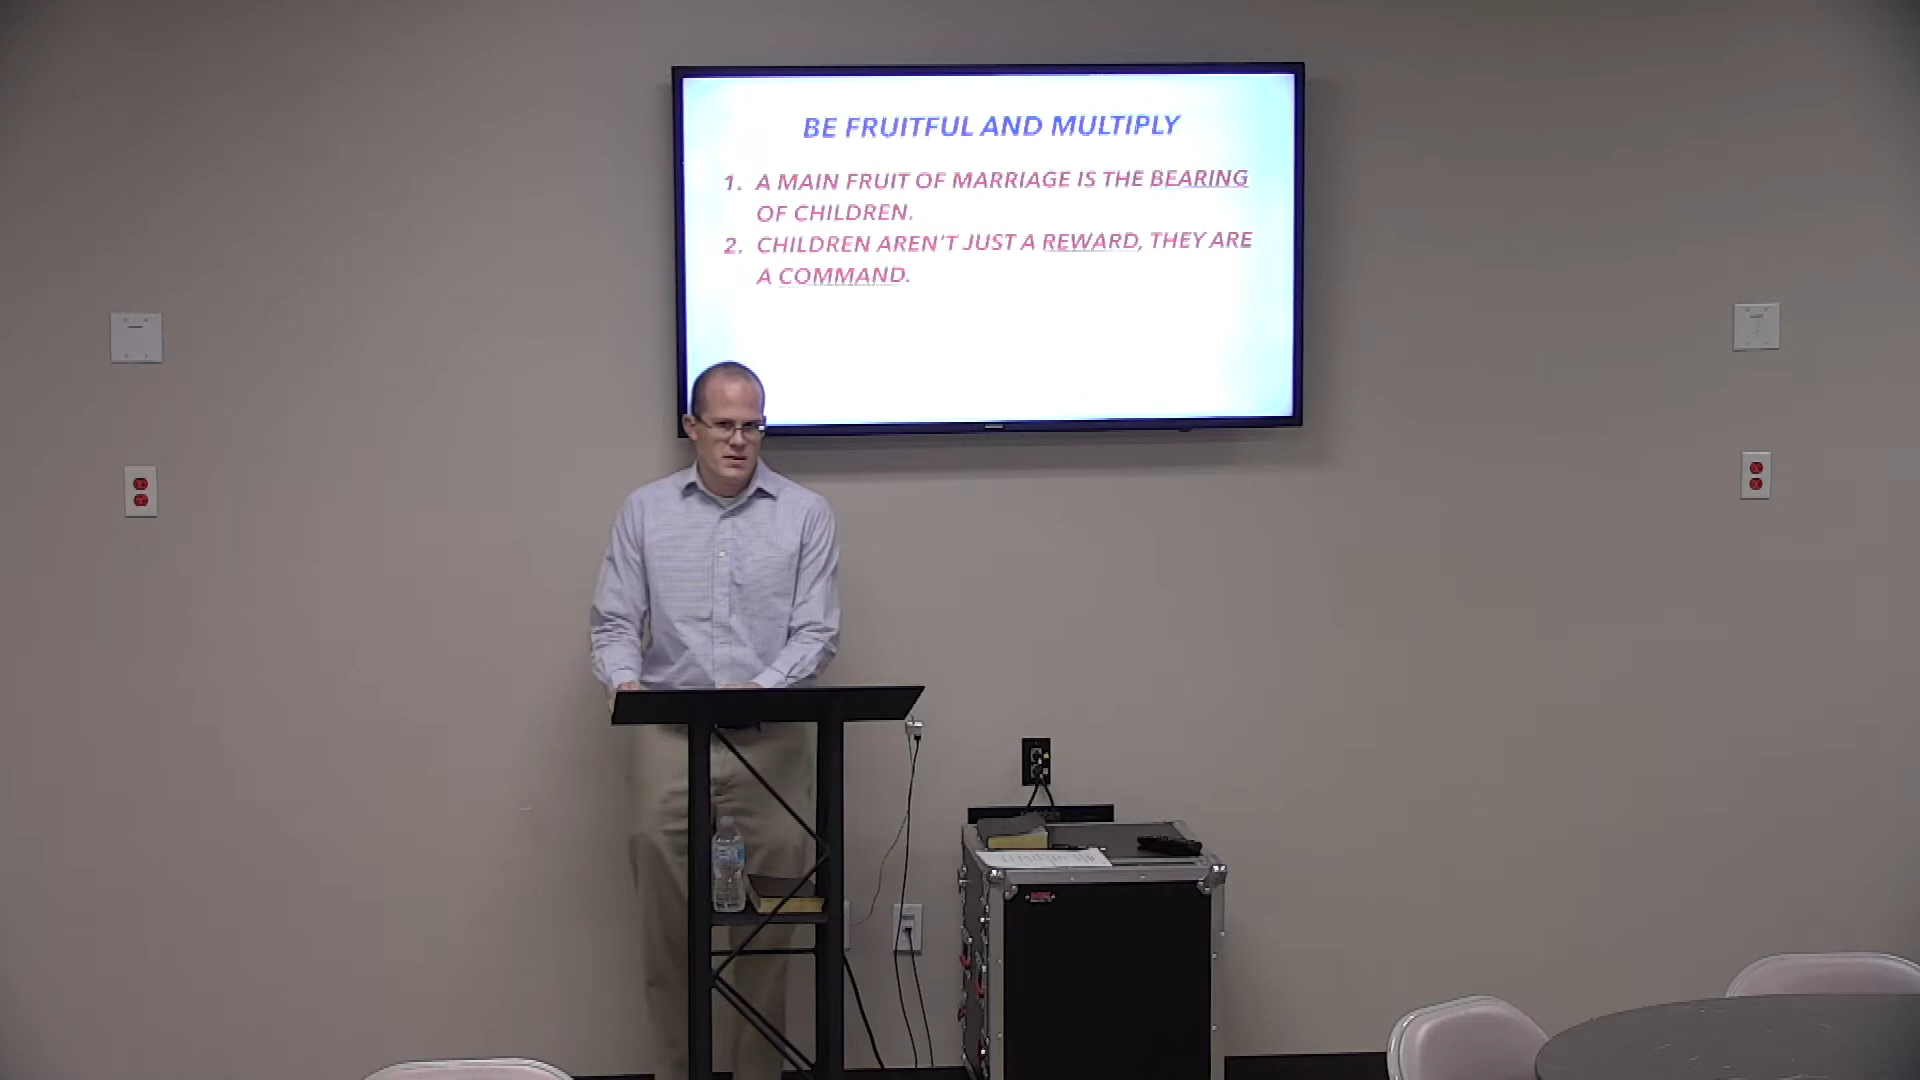 BE FRUITFUL AND MULTIPLY
1. A MAIN FRUIT OF MARRIAGE IS THE BEARING
OF CHILDREN.
2. CHILDREN AREN'T JUST A REWARD, THEY ARE
A COMMAND.